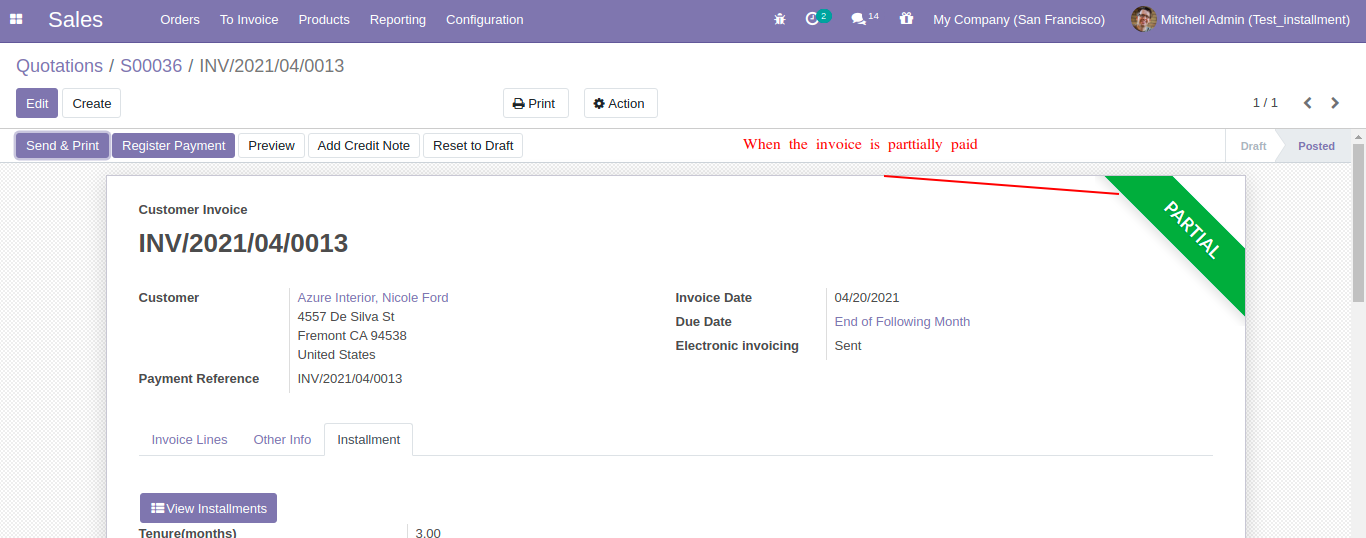 Sales Orders To Invoice Products Reporting Configuration 2 14 My Company (San Francisco) Mitchell Admin (Test_installment)
Quotations / S00036 / INV/2021/04/0013
Edit Create Print Action 1 / 1
Send & Print Register Payment Preview Add Credit Note Reset to Draft When the invoice is parttially paid Draft Posted
PARTIAL
Customer Invoice
INV/2021/04/0013
Customer Azure Interior, Nicole Ford Invoice Date 04/20/2021
4557 De Silva St Due Date End of Following Month
Fremont CA 94538 Electronic invoicing Sent
United States
Payment Reference INV/2021/04/0013
Invoice Lines Other Info Installment
View Installments
Tenure(months) 3.00